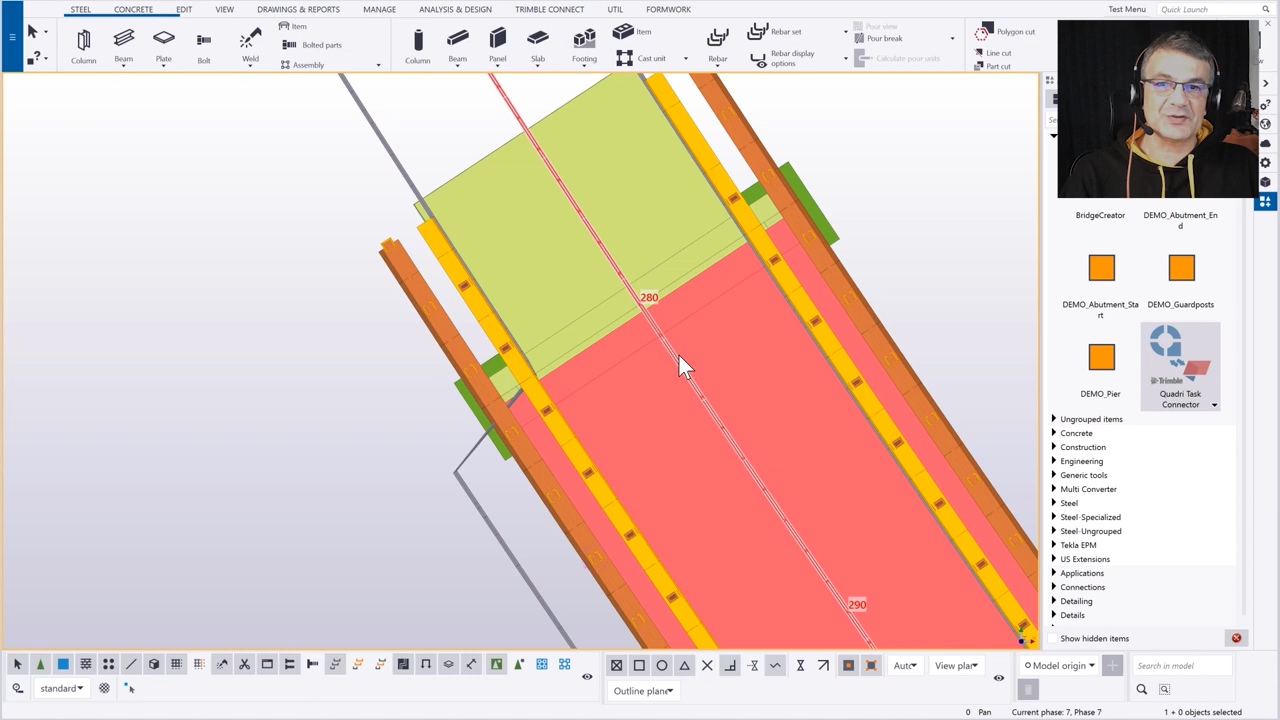 STEEL
CONCRETE
EDIT
VIEW
DRAWINGS & REPORTS
MANAGE
ANALYSIS & DESIGN
TRIMBLE CONNECT
UTIL
FORMWORK
Test Menu
Quick Launch
Column
Beam
Plate
Bolt
Weld
Item
Bolted parts
Assembly
Column
Beam
Panel
Slab
Footing
Item
Cast unit
Rebar
Rebar set
Rebar display
options
Pour view
Pour break
Calculate pour units
Polygon cut
Line cut
Part cut
280
290
BridgeCreator
DEMO_Abutment_En
d
DEMO_Abutment_Sta
rt
DEMO_Guardposts
DEMO_Pier
Trimble
Quadri Task
Connector
Ungrouped items
Concrete
Construction
Engineering
Generic tools
Multi Converter
Steel
Steel-Specialized
Steel-Ungrouped
Tekla EPM
US Extensions
Applications
Connections
Detailing
Details
Show hidden items
standard
Auto
View plan
Outline plane
Model origin
Search in model
0
Pan
Current phase: 7, Phase 7
1 + 0 objects selected